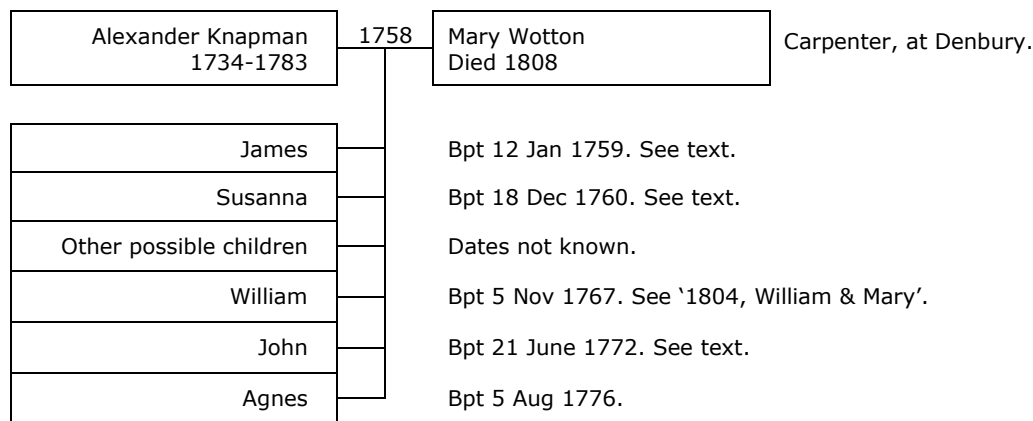 Alexander Knapman 1758 Mary Wotton Carpenter, at Denbury.
1734-1783 Died 1808
James Bpt 12 Jan 1759. See text.
Susanna Bpt 18 Dec 1760. See text.
Other possible children Dates not known.
William Bpt 5 Nov 1767. See ‘1804, William & Mary’.
John Bpt 21 June 1772. See text.
Agnes Bpt 5 Aug 1776.